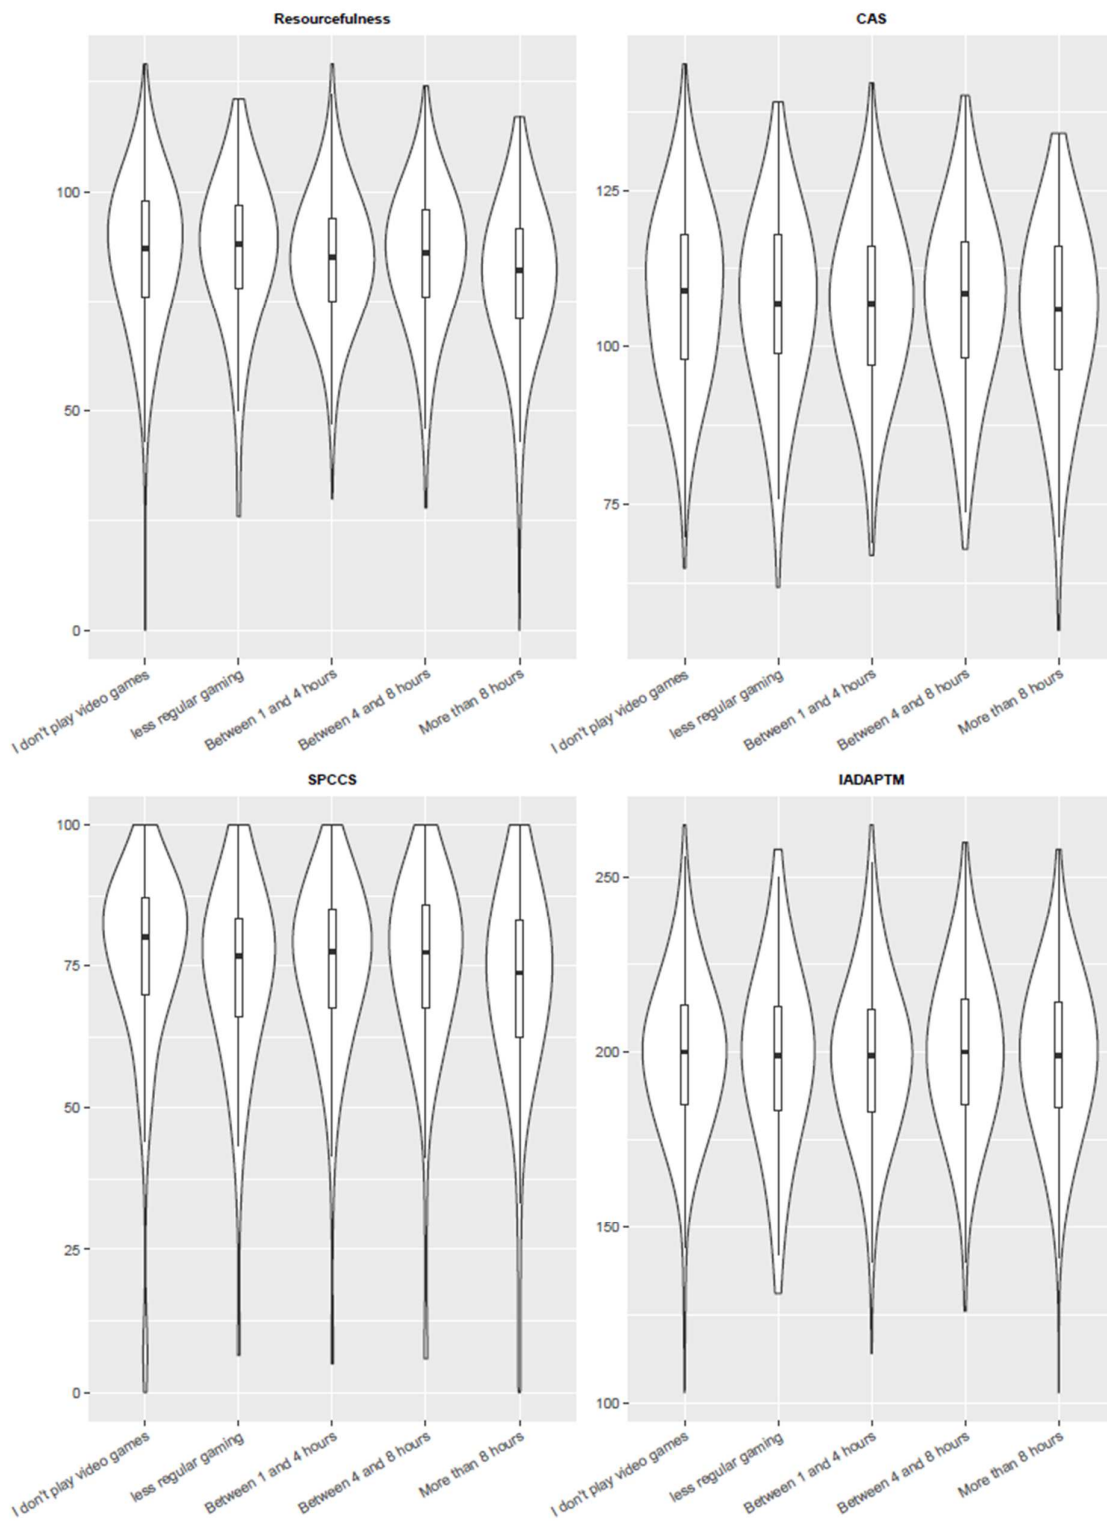 Resourcefulness
100
50
0
I don't play video games
less regular gaming
Between 1 and 4 hours
Between 4 and 8 hours
More than 8 hours
CAS
125
100
75
I don't play video games
less regular gaming
Between 1 and 4 hours
Between 4 and 8 hours
More than 8 hours
SPCCS
100
75
50
25
0
I don't play video games
less regular gaming
Between 1 and 4 hours
Between 4 and 8 hours
More than 8 hours
IADAPTM
250
200
150
100
I don't play video games
less regular gaming
Between 1 and 4 hours
Between 4 and 8 hours
More than 8 hours